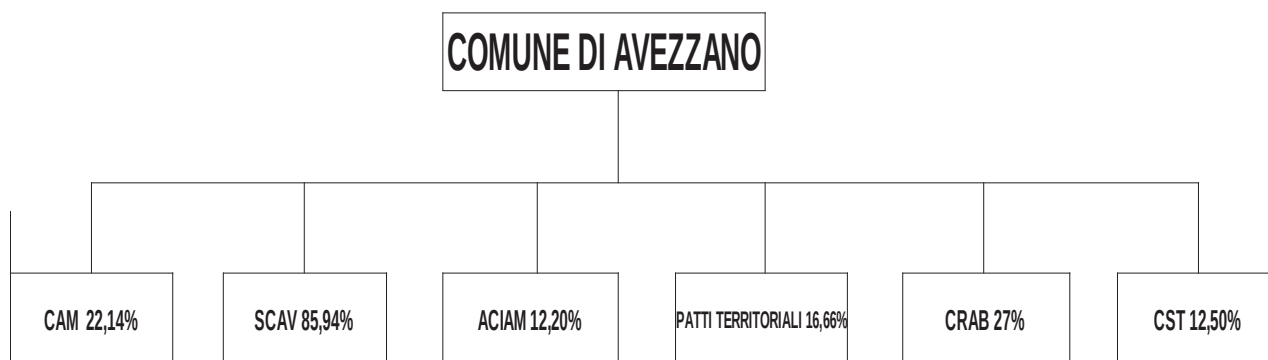 COMUNE DI AVEZZANO
CAM 22,14%
SCAV 85,94%
ACIAM 12,20%
PATTI TERRITORIALI 16,66%
CRAB 27%
CST 12,50%